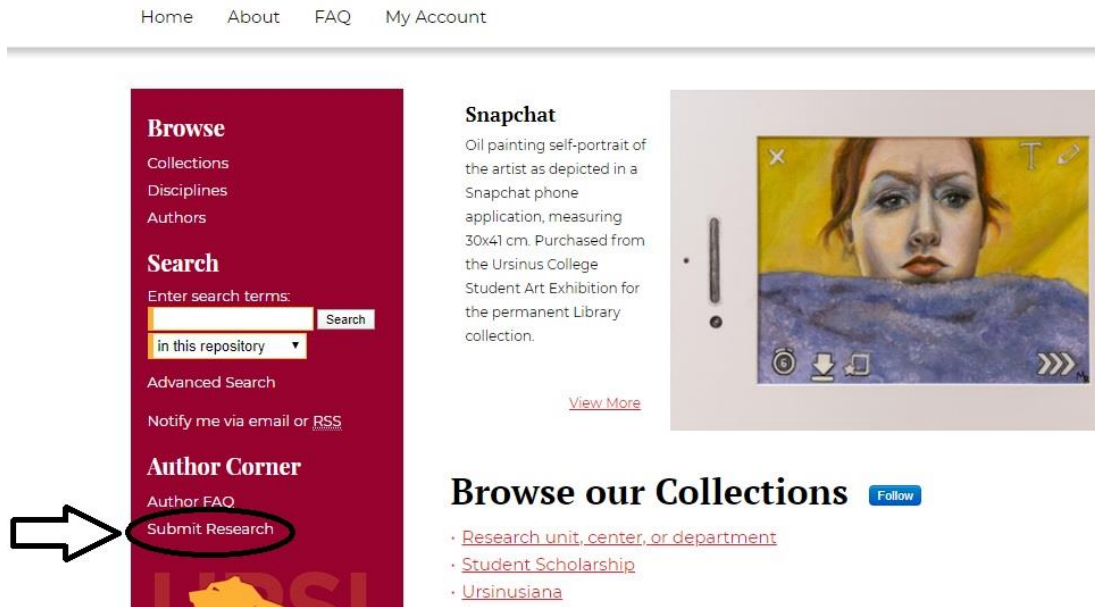 Home About FAQ My Account
Browse
Collections
Disciplines
Authors
Search
Enter search terms:
Search
in this repository
Advanced Search
Notify me via email or RSS
Author Corner
Author FAQ
Submit Research
URSI
Snapchat
Oil painting self-portrait of
the artist as depicted in a
Snapchat phone
application, measuring
30x41 cm. Purchased from
the Ursinus College
Student Art Exhibition for
the permanent Library
collection.
View More
T
6
Browse our Collections Follow
· Research unit, center, or department
· Student Scholarship
· Ursinusiana